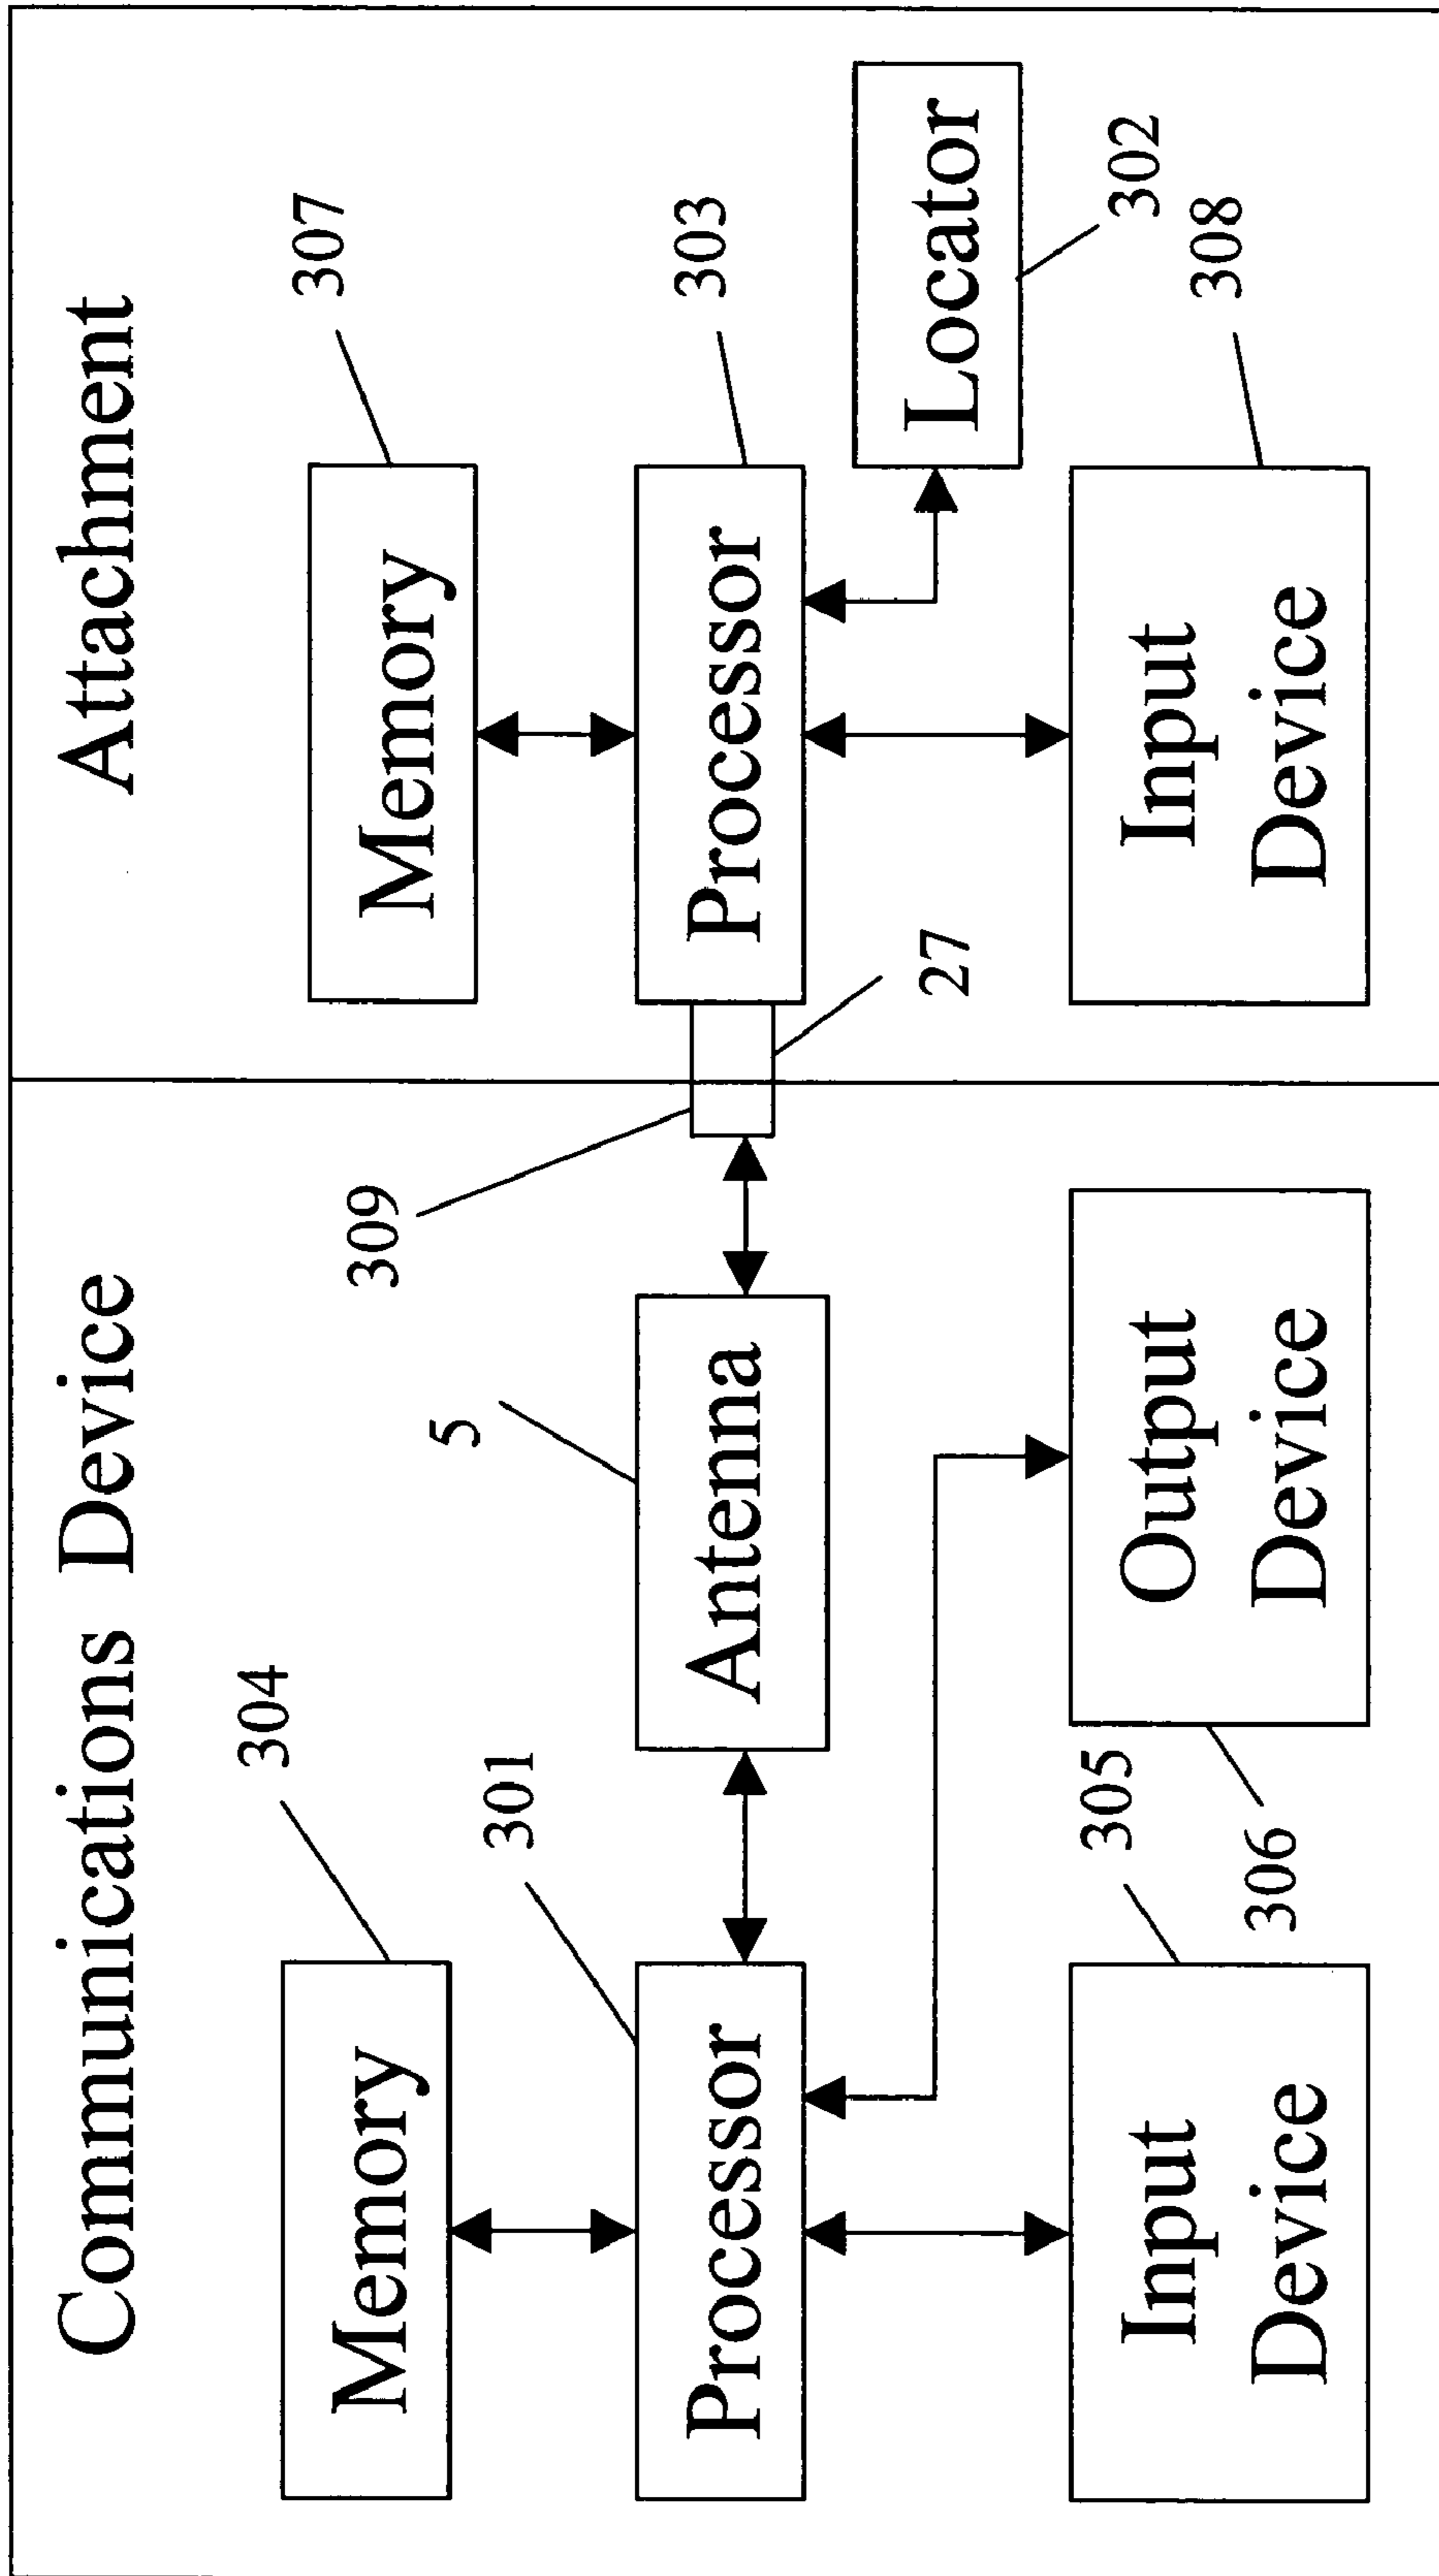 Communications Device
304
Memory
301
Processor
5
Antenna
309
305
Input
Device
306
Output
Device
Attachment
307
Memory
303
Processor
27
Locator
302
308
Input
Device